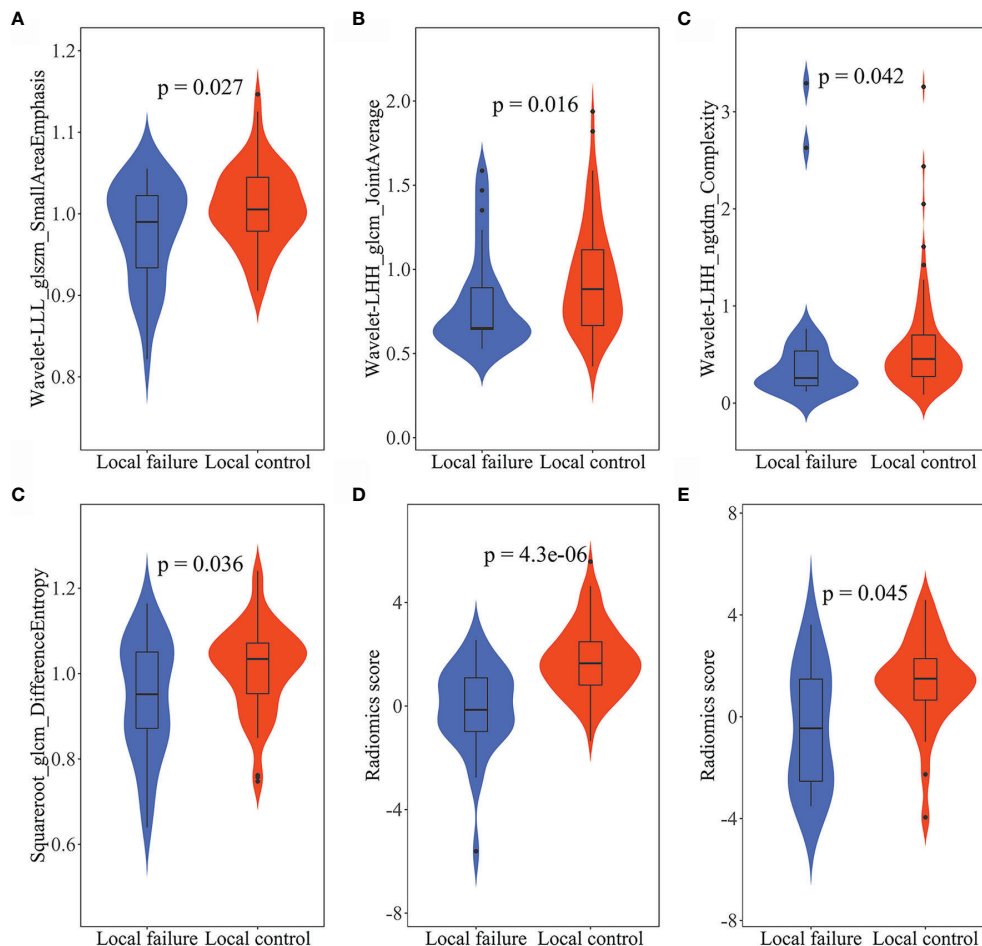 A
B
C
Wavelet-LLL_glszm_SmallAreaEmphasis
1.2
1.1
1.0
0.9
0.8
p = 0.027
Local failure
Local control
Wavelet-LHH_glcm_JointAverage
2.0
1.5
1.0
0.5
0.0
p = 0.016
Local failure
Local control
Wavelet-LHH_ngtdm_Complexity
3
2
1
0
p = 0.042
Local failure
Local control
C
D
E
Squareroot_glcm_DifferenceEntropy
1.2
1.0
0.8
0.6
p = 0.036
Local failure
Local control
Radiomics score
4
0
-4
-8
p = 4.3e-06
Local failure
Local control
Radiomics score
8
4
0
-4
-8
p = 0.045
Local failure
Local control